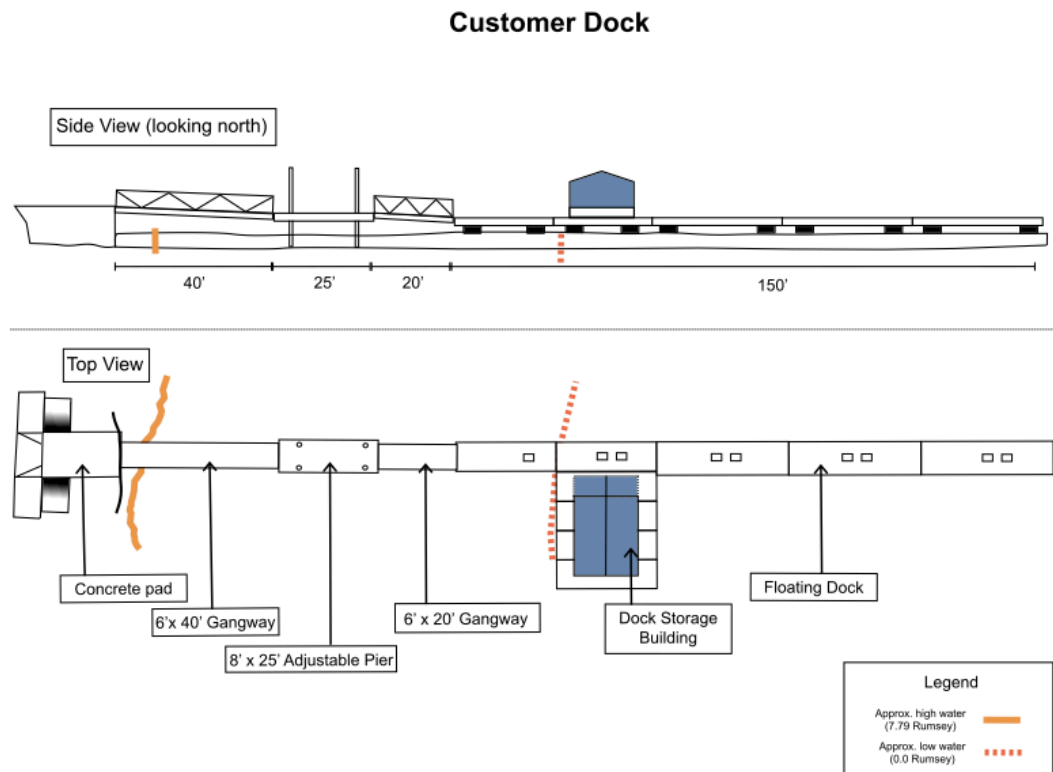 Customer Dock
Side View (looking north)
40’
25’
20’
150’
Top View
Concrete pad
6’x 40’ Gangway
8’ x 25’ Adjustable Pier
6’ x 20’ Gangway
Dock Storage
Building
Floating Dock
Legend
Approx. high water
(7.79 Rumsey)
Approx. low water
(0.0 Rumsey)